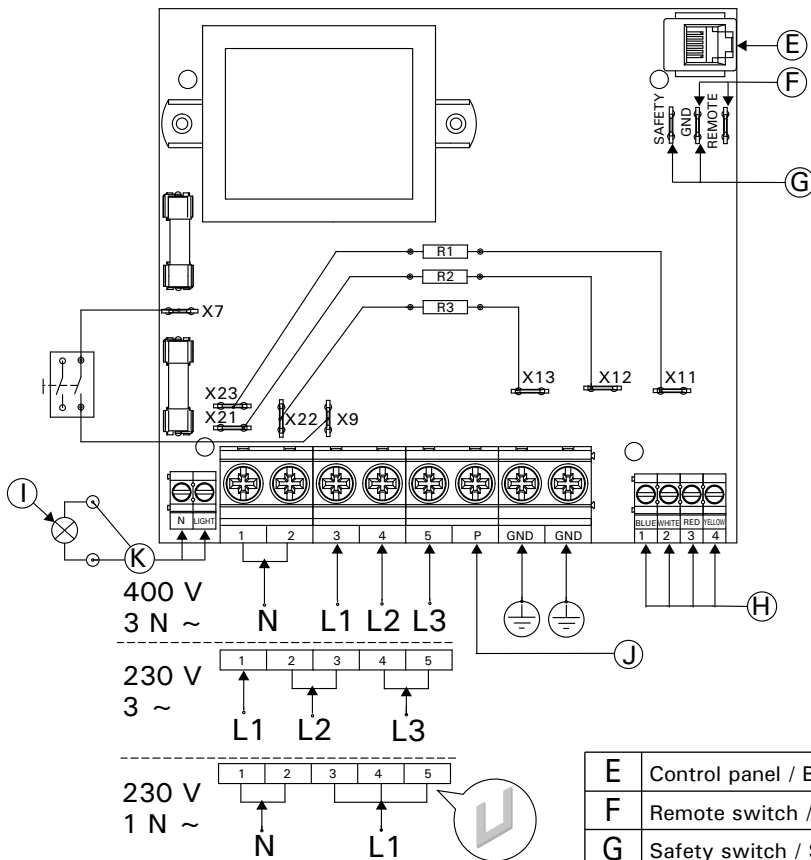 E
F
SAFETY
GND
REMOTE
G
R1
R2
R3
X7
X13
X12
X11
X23
X21
X22
X9
I
N
LIGHT
K
1
2
3
4
5
P
GND
GND
BLUE
WHITE
RED
YELLOW
1
2
3
4
H
400 V
3 N ~
N
L1
L2
L3
J
230 V
3 ~
1
2
3
4
5
L1
L2
L3
230 V
1 N ~
1
2
3
4
5
N
L1
E Control panel /
F Remote switch /
G Safety switch /